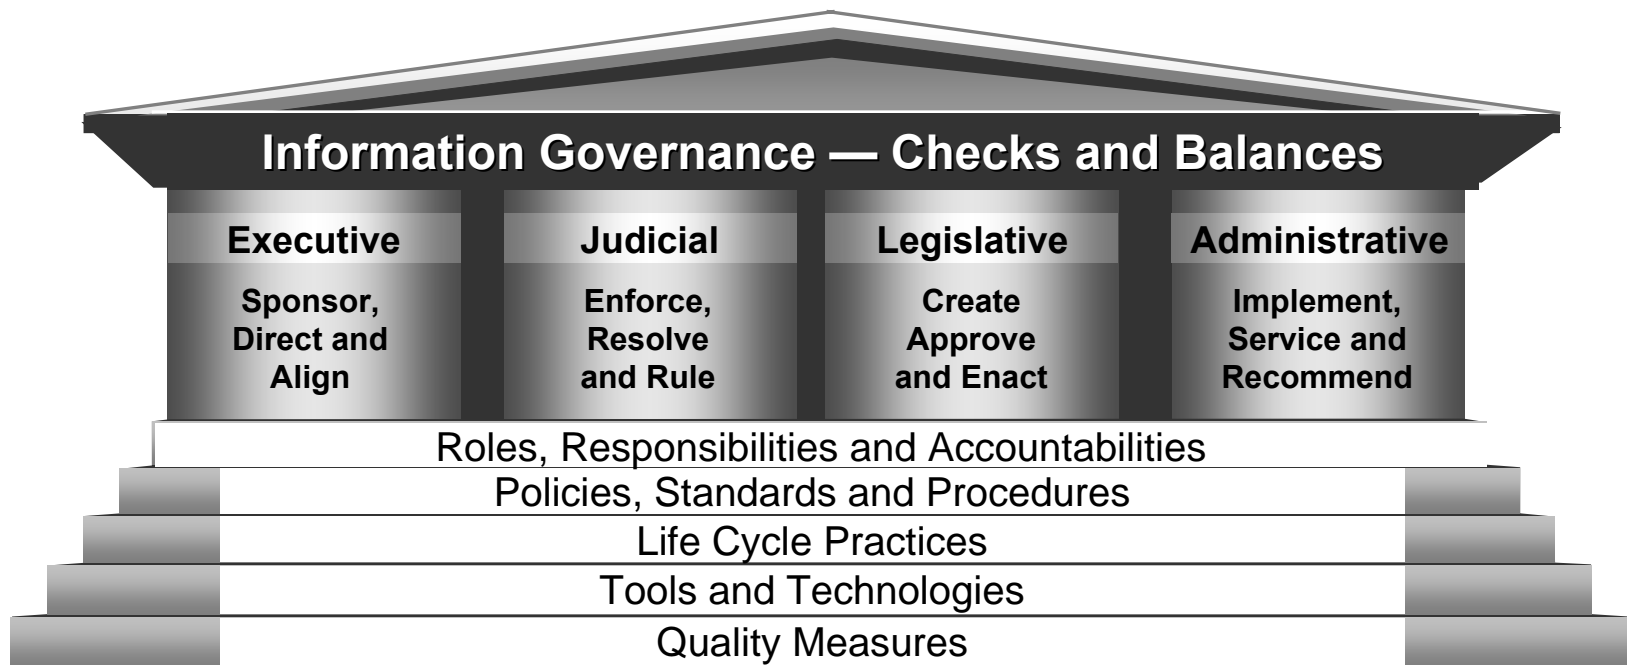 Information Governance — Checks and Balances
Executive
Sponsor,
Direct and
Align
Judicial
Enforce,
Resolve
and Rule
Legislative
Create
Approve
and Enact
Administrative
Implement,
Service and
Recommend
Roles, Responsibilities and Accountabilities
Policies, Standards and Procedures
Life Cycle Practices
Tools and Technologies
Quality Measures